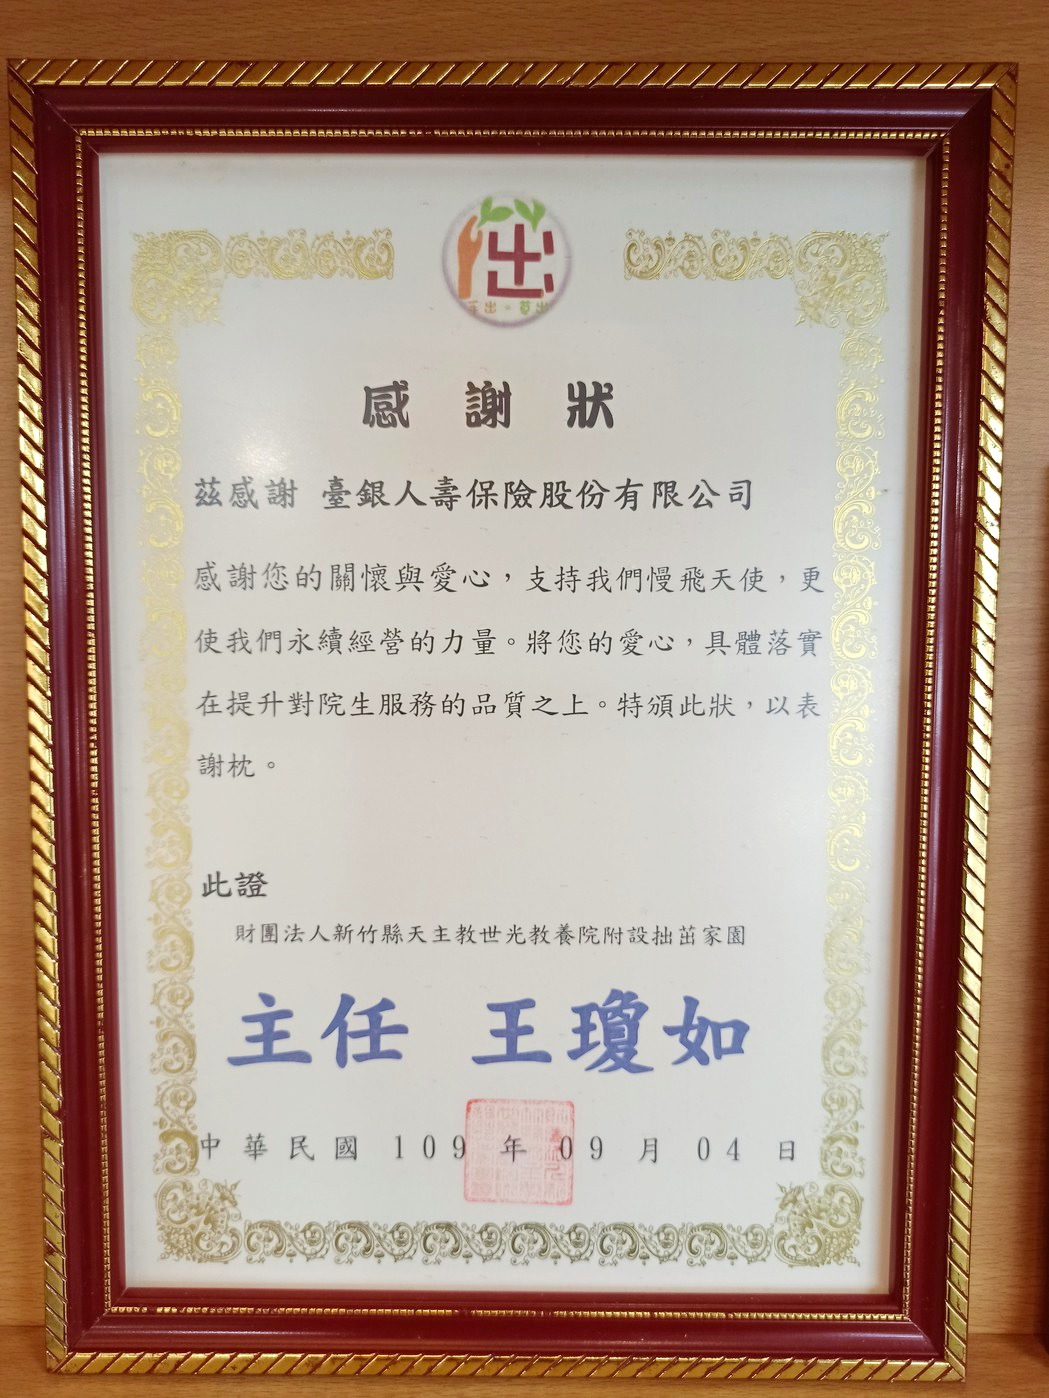 出
手出。草出
感謝狀
茲感謝 臺銀人壽保險股份有限公司
感謝您的關懷與愛心，支持我們慢飛天使，更
使我們永續經營的力量。將您的愛心，具體落實
在提升對院生服務的品質之上。特頒此狀，以表
謝枕。
此證
財團法人新竹縣天主教世光教養院附設拙茁家園
主任 王瓊如
中華民國 109 年 09 月 04 日